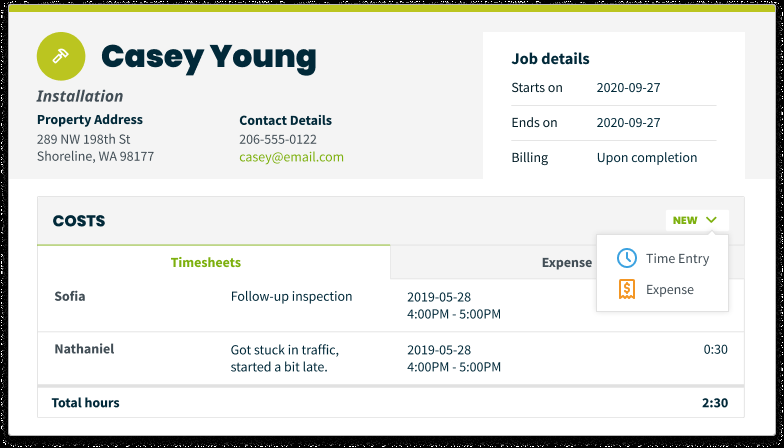 Casey Young
Installation
Property Address
289 NW 198th St
Shoreline, WA 98177
Contact Details
206-555-0122
casey@email.com
Job details
Starts on 2020-09-27
Ends on 2020-09-27
Billing Upon completion
COSTS
NEW
Time Entry
Expense
Timesheets
Expense
Sofia Follow-up inspection 2019-05-28
4:00PM - 5:00PM
Nathaniel Got stuck in traffic, 2019-05-28 0:30
started a bit late. 4:00PM - 5:00PM
Total hours 2:30